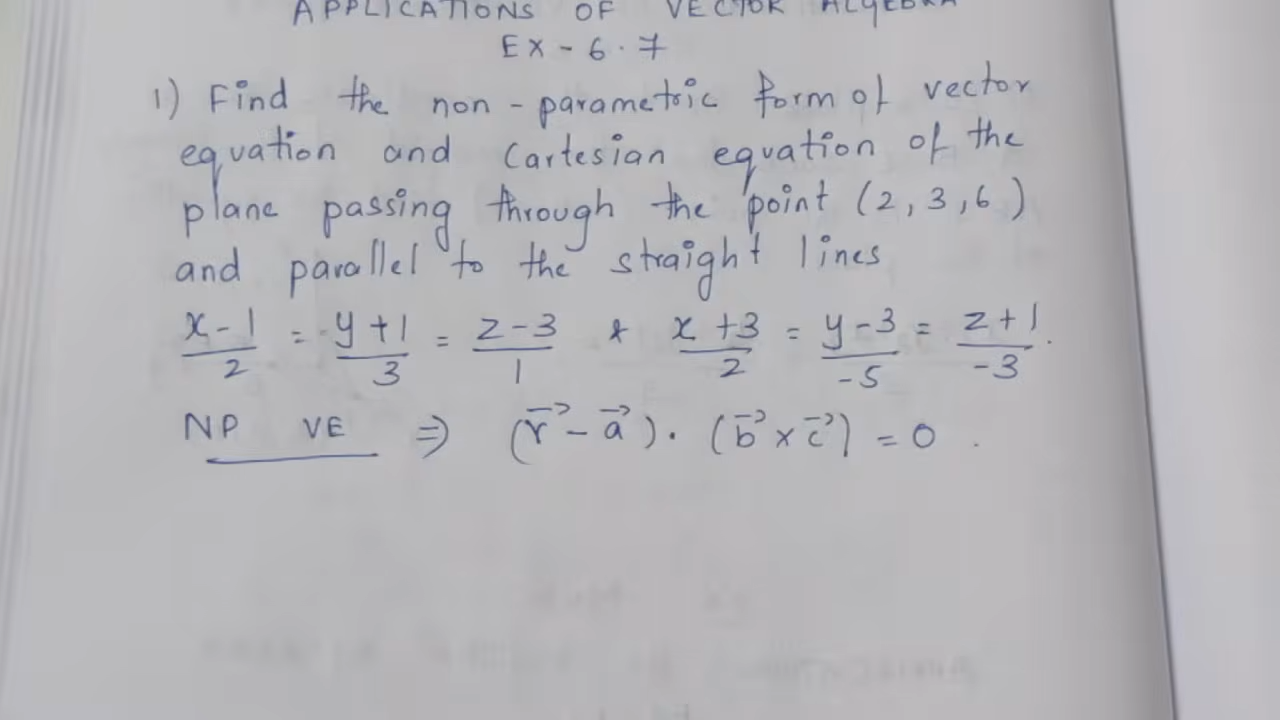 APPLICATIONS OF VECTOR ALGEBRA
EX - 6.7
1) Find the non-parametric form of vector
equation and Cartesian equation of the
plane passing through the point (2,3,6)
and parallel to the straight lines
x-1/2 = y+1/3 = z-3/1 & x+3/2 = y-3/-5 = z+1/-3.
NP VE ⇒ (r⃗ - a⃗). (b⃗ × c⃗) = 0.